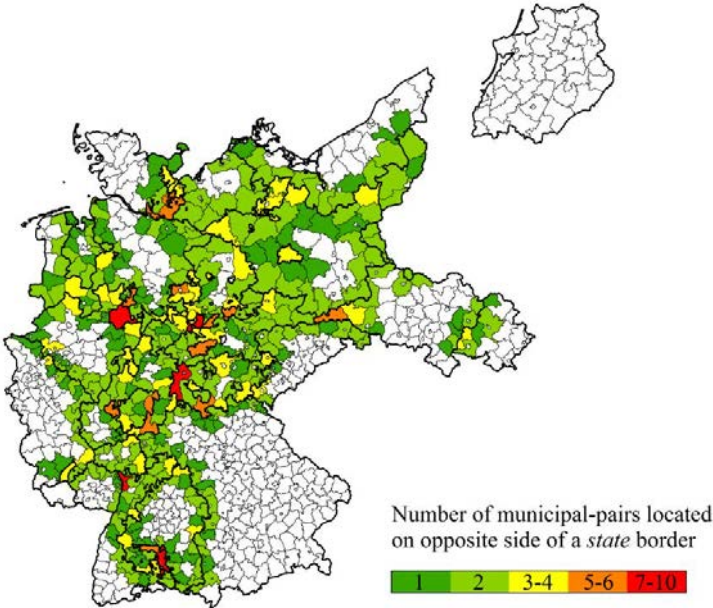 Number of municipal-pairs located
on opposite side of a state border
1 2 3-4 5-6 7-10